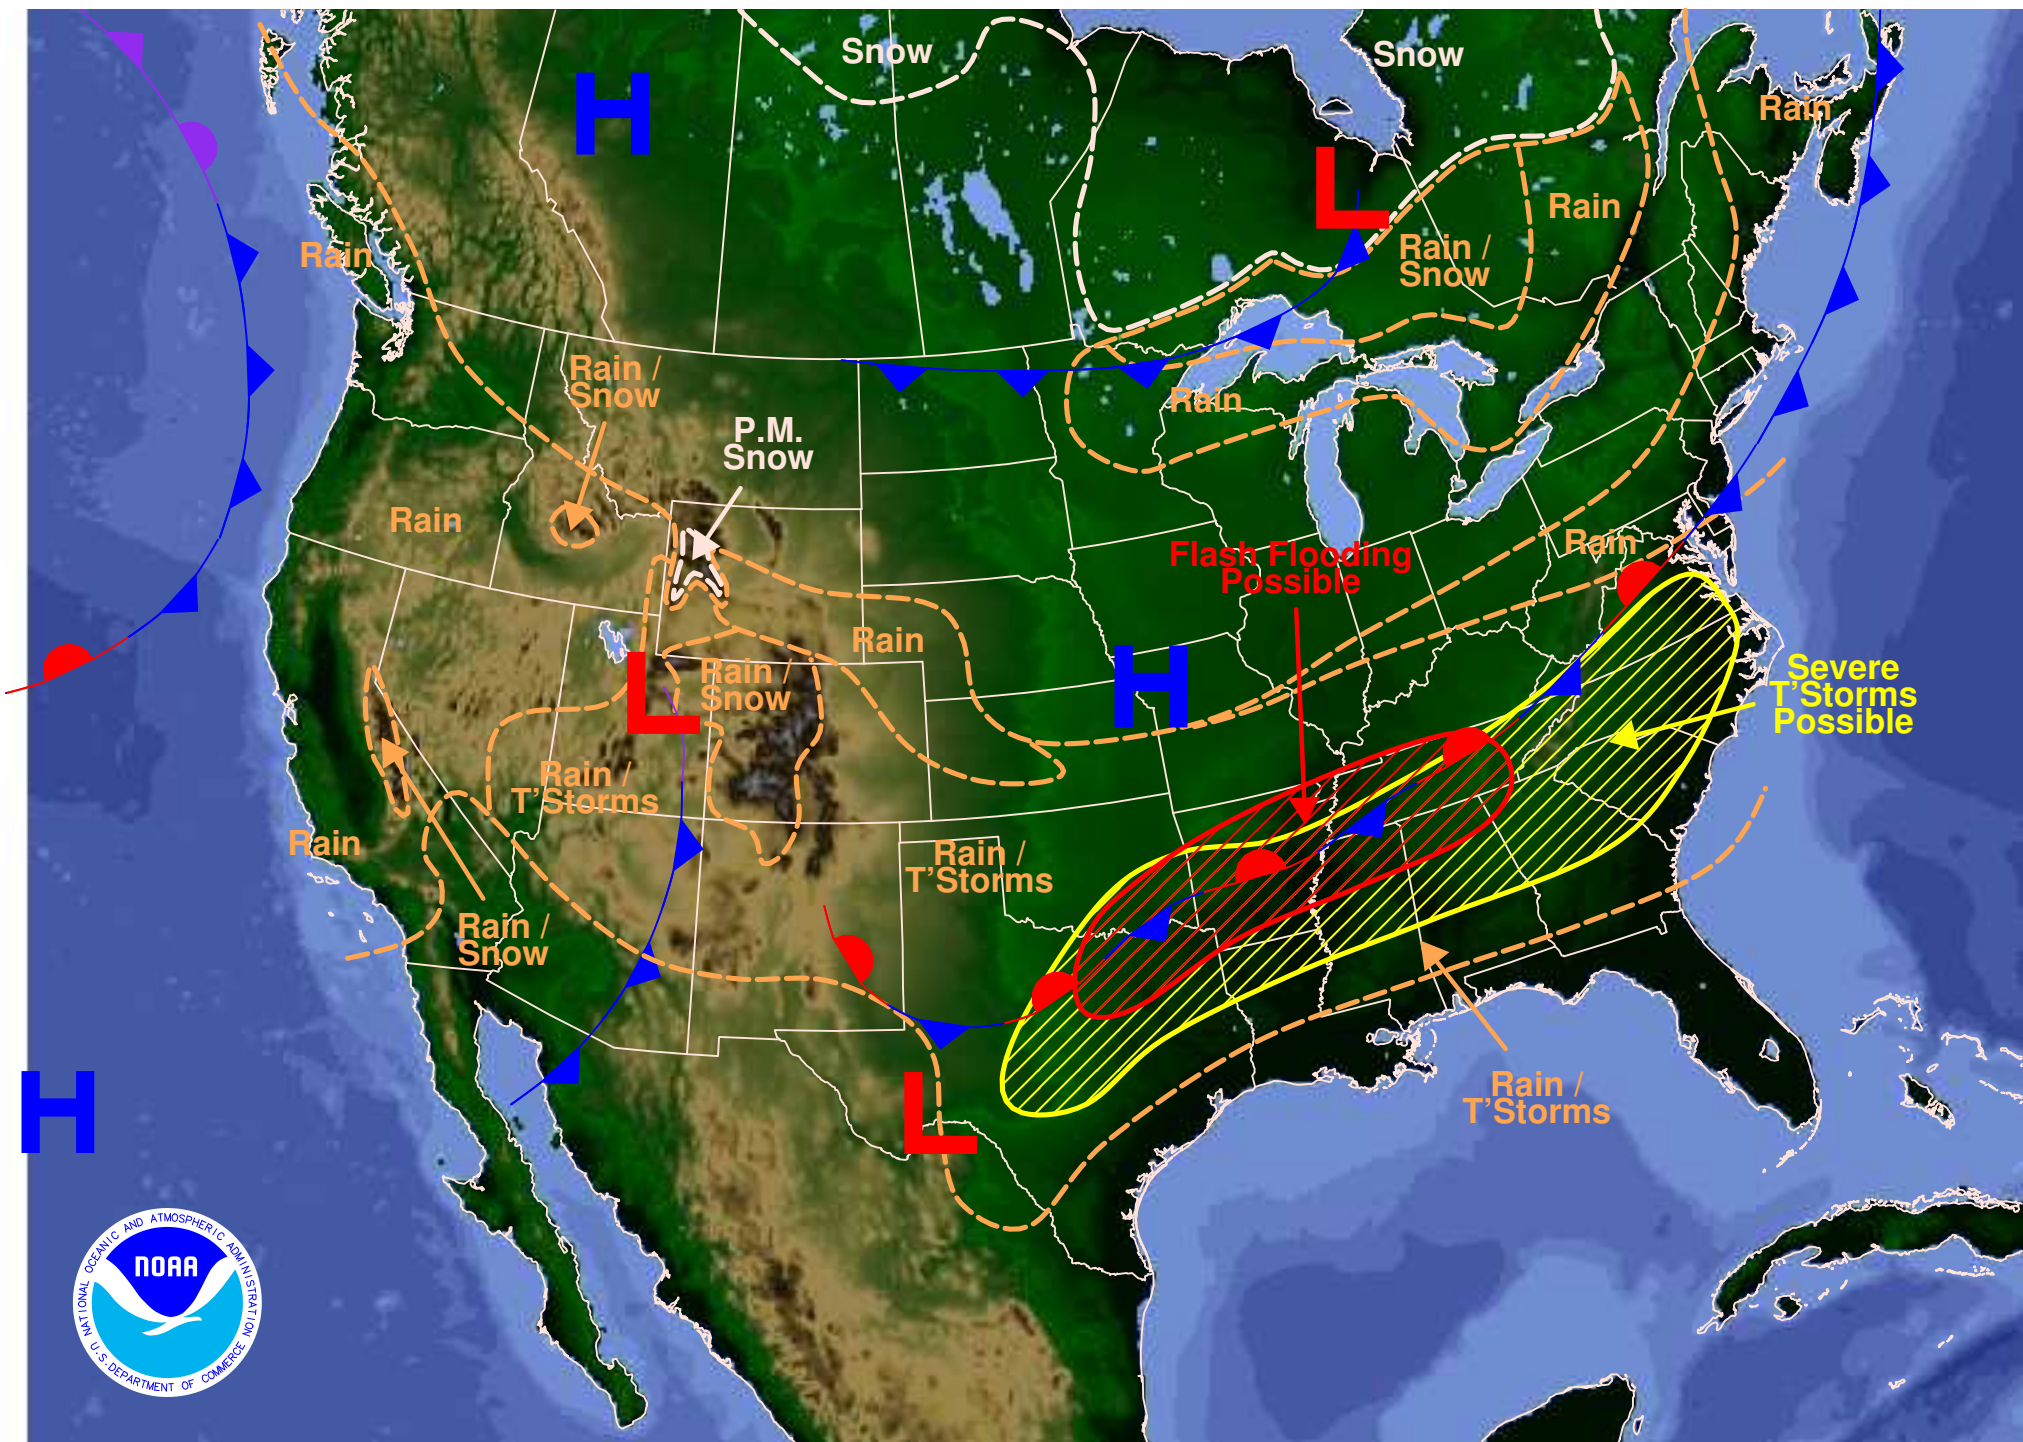 Snow
Snow
H
Rain
L
Rain
Rain /
Snow
Rain
Rain /
Snow
Rain
P.M.
Snow
Rain
Rain
Flash Flooding
Possible
Rain
H
L
Rain /
Snow
Severe
T'Storms
Possible
Rain /
T'Storms
Rain
Rain /
T'Storms
Rain /
Snow
H
L
Rain /
T'Storms
NATIONAL OCEANIC AND ATMOSPHERIC ADMINISTRATION
NOAA
U.S. DEPARTMENT OF COMMERCE